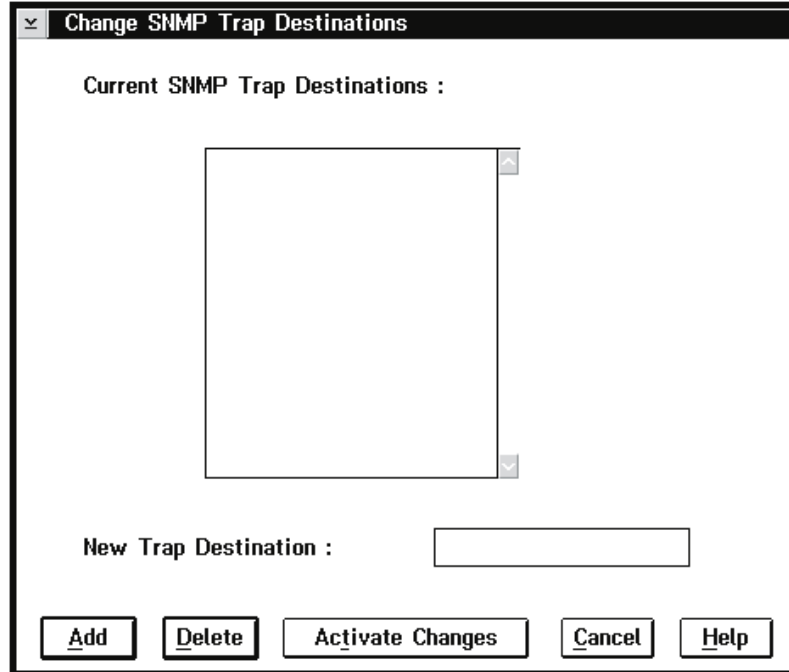 Change SNMP Trap Destinations
Current SNMP Trap Destinations :
New Trap Destination :
Add Delete Activate Changes Cancel Help